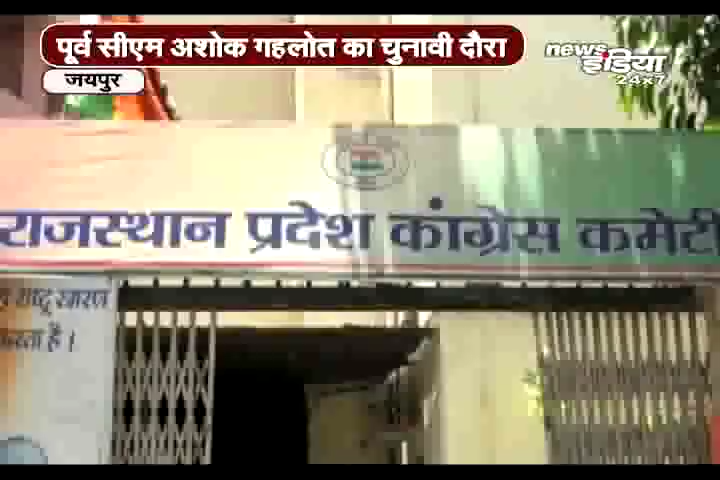 पूर्व सीएम अशोक गहलोत का चुनावी दौरा
जयपुर
news
इंडिया
24x7
राजस्थान प्रदेश कांग्रेस कमेटी
है।